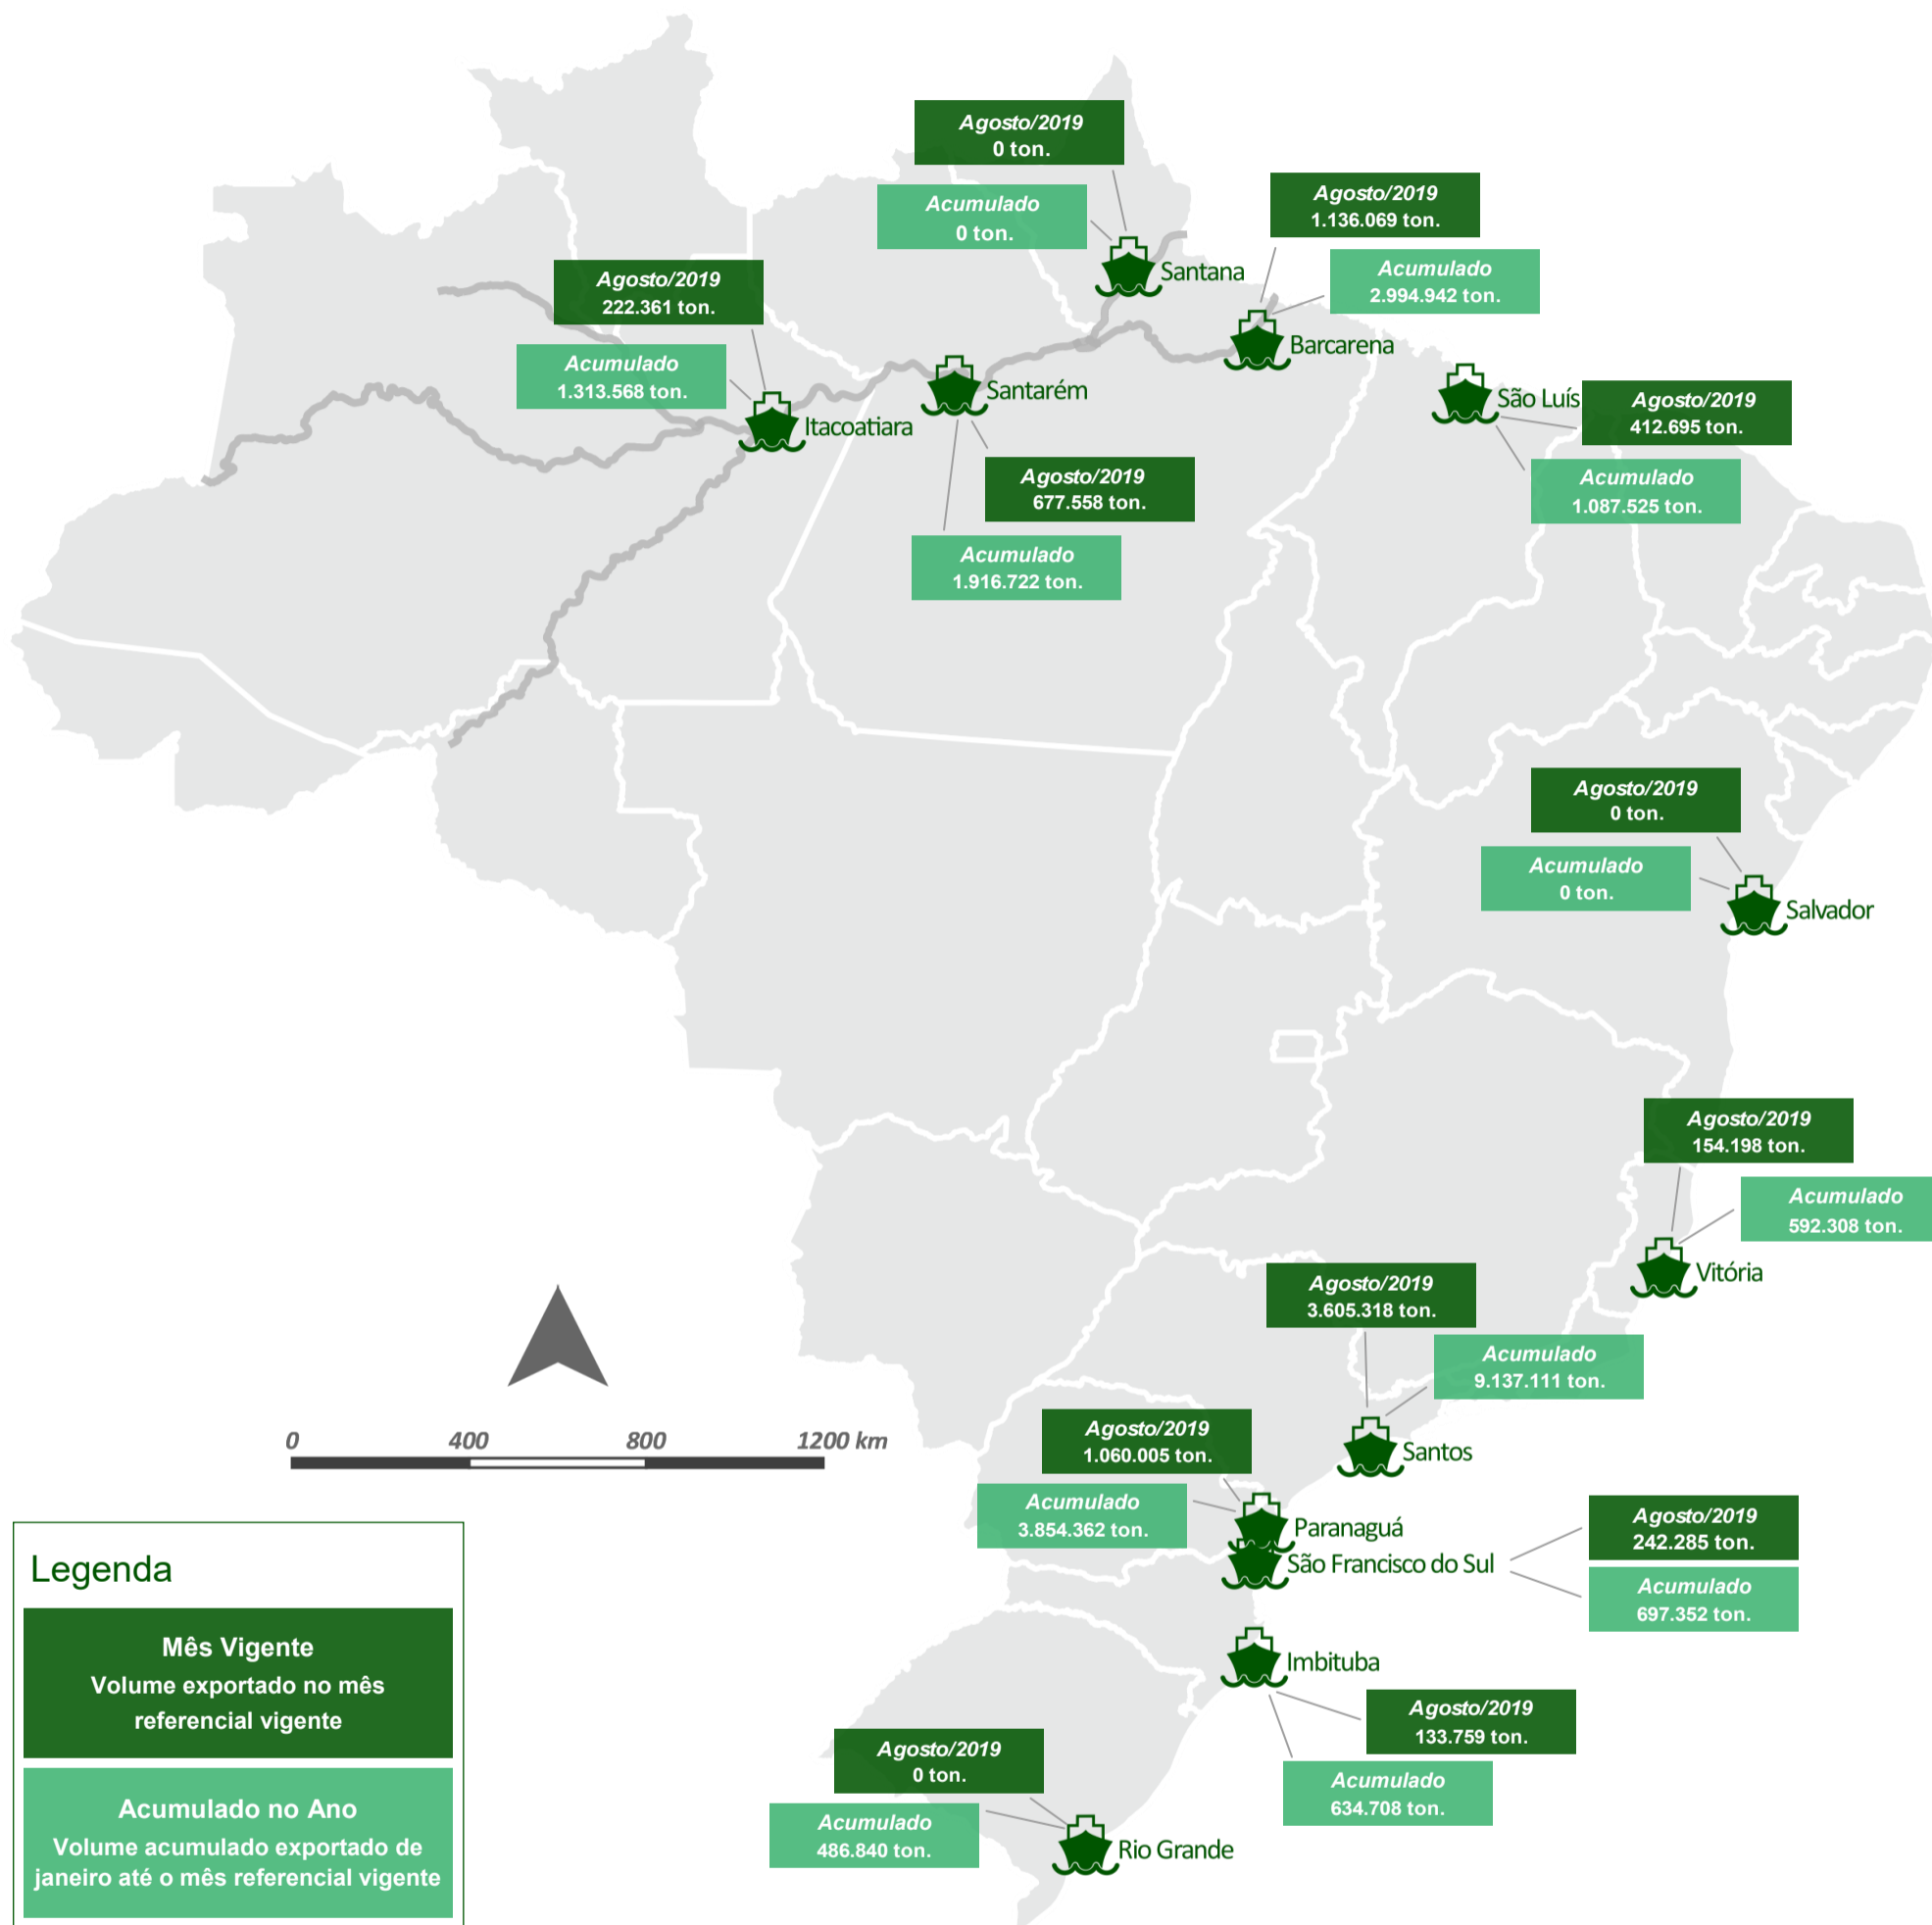 Agosto/2019
0 ton.
Acumulado
0 ton.
Santana
Agosto/2019
1.136.069 ton.
Acumulado
2.994.942 ton.
Barcarena
Agosto/2019
222.361 ton.
Acumulado
1.313.568 ton.
Itacoatiara
Santarém
Agosto/2019
677.558 ton.
Acumulado
1.916.722 ton.
São Luís
Agosto/2019
412.695 ton.
Acumulado
1.087.525 ton.
Agosto/2019
0 ton.
Acumulado
0 ton.
Salvador
Agosto/2019
154.198 ton.
Acumulado
592.308 ton.
Vitória
Agosto/2019
3.605.318 ton.
Acumulado
9.137.111 ton.
Santos
Agosto/2019
1.060.005 ton.
Acumulado
3.854.362 ton.
Paranaguá
São Francisco do Sul
Agosto/2019
242.285 ton.
Acumulado
697.352 ton.
Imbituba
Agosto/2019
133.759 ton.
Acumulado
634.708 ton.
Agosto/2019
0 ton.
Acumulado
486.840 ton.
Rio Grande
0 400 800 1200 km
Legenda
Mês Vigente
Volume exportado no mês
referencial vigente
Acumulado no Ano
Volume acumulado exportado de
janeiro até o mês referencial vigente